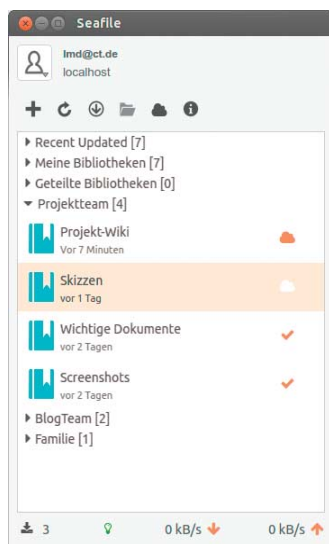 Seafile
lmd@ct.de
localhost
Recent Updated [7]
Meine Bibliotheken [7]
Geteilte Bibliotheken [0]
Projektteam [4]
Projekt-Wiki
Vor 7 Minuten
Skizzen
vor 1 Tag
Wichtige Dokumente
vor 2 Tagen
Screenshots
vor 2 Tagen
BlogTeam [2]
Familie [1]
3 0 kB/s 0 kB/s